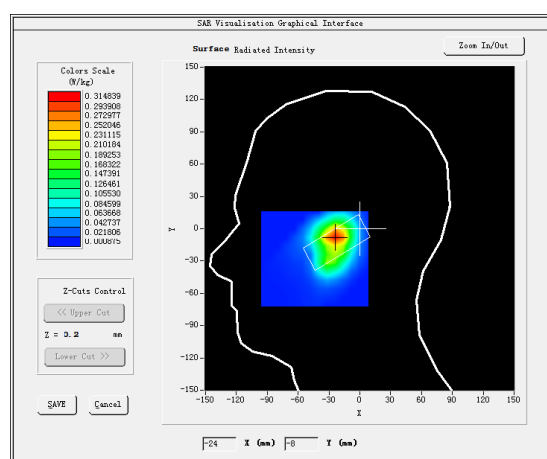 SAR Visualisation Graphical Interface
Surface Radiated Intensity
Zoom In/Out
Colors Scale
(W/kg)
0.314839
0.293908
0.272977
0.252046
0.231115
0.210184
0.189253
0.168322
0.147391
0.126461
0.105530
0.084599
0.063668
0.042737
0.021806
0.000875
150
120
90
60
30
0
-30
-60
-90
-120
-150
Y
-150 -120 -90 -60 -30 0 30 60 90 120 150
X
Z-Cuts Control
<< Upper Cut
Z = 0.2 mm
Lower Cut >>
SAVE
Cancel
-24 X (mm) -8 Y (mm)